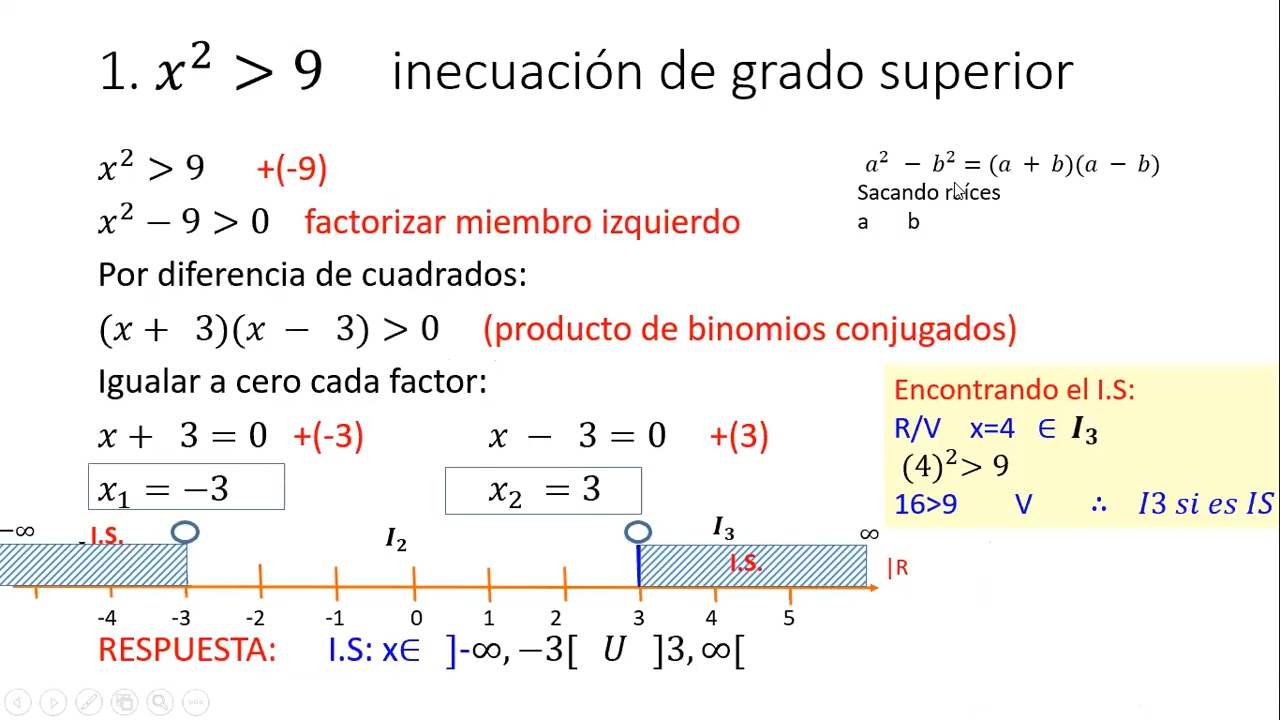 1. x² > 9 inecuación de grado superior
x² > 9 +(-9)
a² − b² = (a + b)(a − b)
Sacando raíces
a b
x² − 9 > 0 factorizar miembro izquierdo
Por diferencia de cuadrados:
(x + 3)(x − 3) > 0 (producto de binomios conjugados)
Igualar a cero cada factor:
x + 3 = 0 +(-3) x − 3 = 0 +(3)
x₁ = −3 x₂ = 3
Encontrando el I.S:
R/V x=4 ∈ I₃
(4)² > 9
16>9 V ∴ I3 si es IS
−∞ I.S. I₂ I₃ ∞
I.S. |R
-4 -3 -2 -1 0 1 2 3 4 5
RESPUESTA: I.S: x∈ ]-∞, −3[ U ]3, ∞[